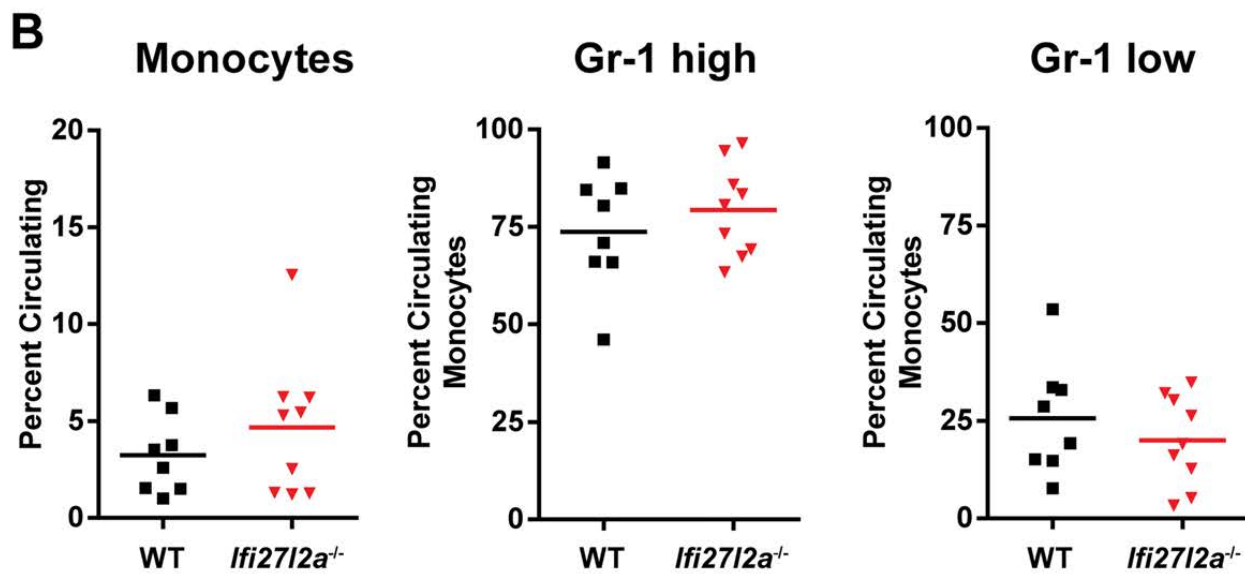 B
Monocytes
Percent Circulating
20
15
10
5
0
WT
Ifi27l2a-/-
Gr-1 high
Percent Circulating
Monocytes
100
75
50
25
0
WT
Ifi27l2a-/-
Gr-1 low
Percent Circulating
Monocytes
100
75
50
25
0
WT
Ifi27l2a-/-